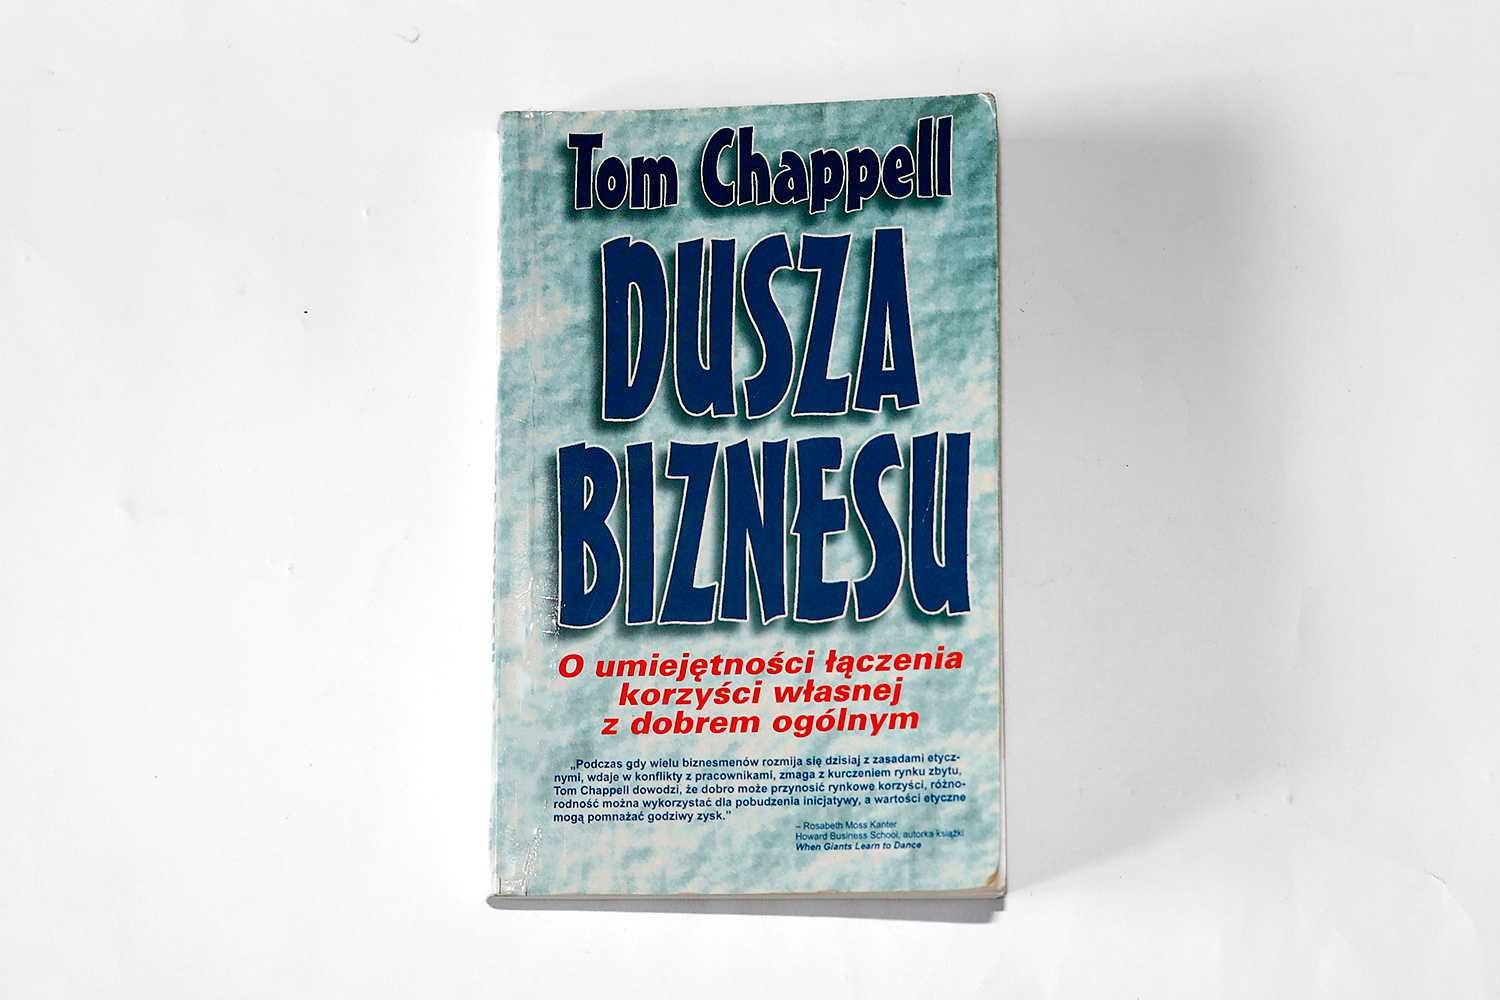 Tom Chappell
DUSZA
BIZNESU
O umiejętności łączenia
korzyści własnej
z dobrem ogólnym
„Podczas gdy wielu biznesmenów rozmija się dzisiaj z zasadami etycz-
nymi, wdaje w konflikty z pracownikami, zmaga z kurczeniem rynku zbytu,
Tom Chappell dowodzi, że dobro może przynosić rynkowe korzyści, różno-
rodność można wykorzystać dla pobudzenia inicjatywy, a wartości etyczne
mogą pomnażać godziwy zysk."
– Rosabeth Moss Kanter
Howard Business School, autorka książki
When Giants Learn to Dance